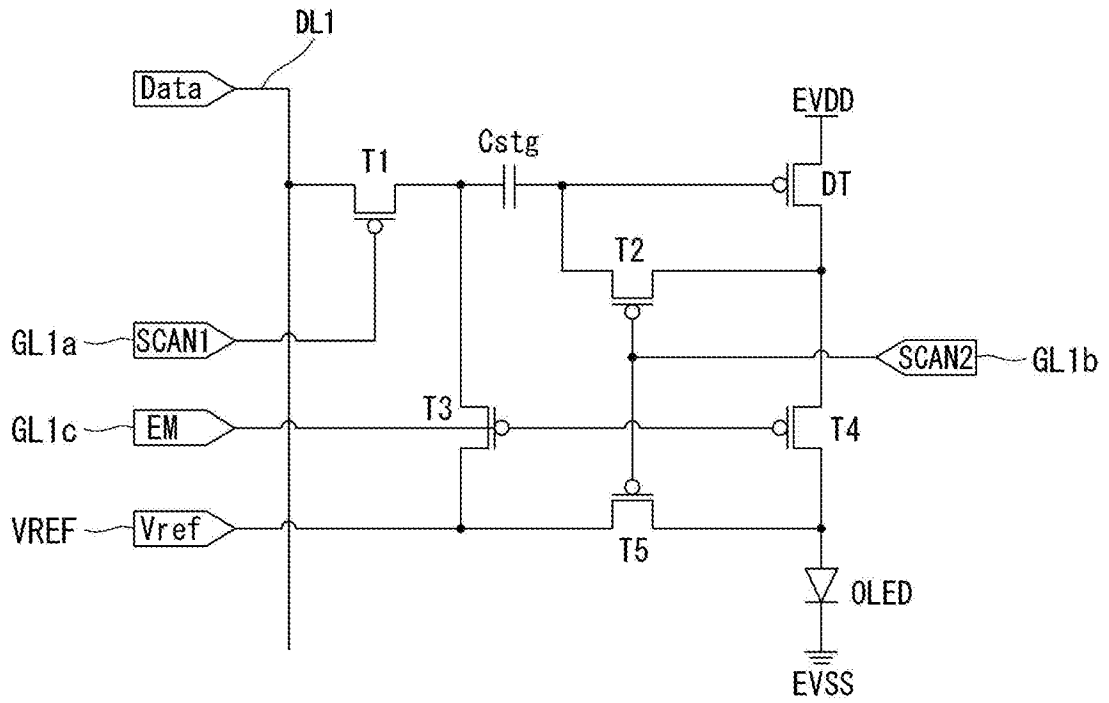 DL1
Data
EVDD
Cstg
T1
DT
T2
GL1a
SCAN1
SCAN2
GL1b
T3
GL1c
EM
T4
VREF
Vref
T5
OLED
EVSS